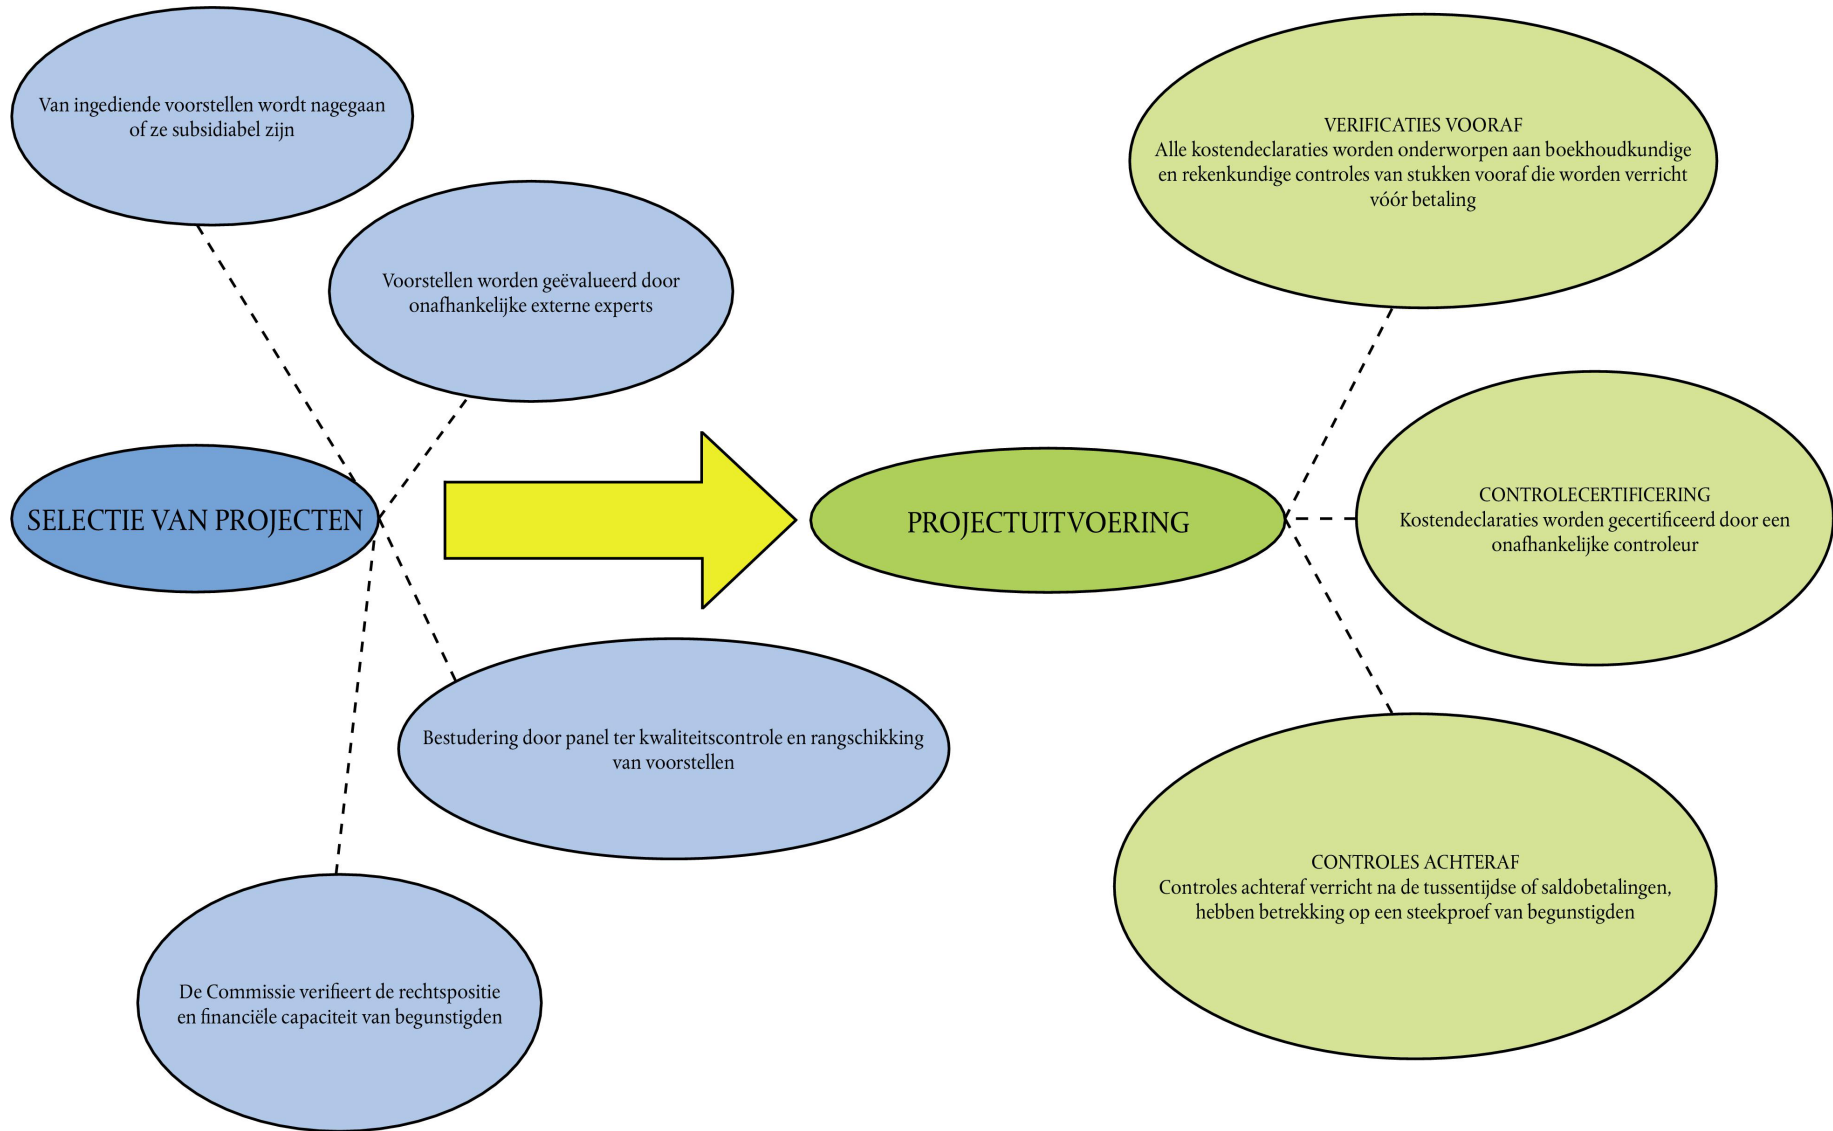 Van ingediende voorstellen wordt nagegaan
of ze subsidiabel zijn
Voorstellen worden geëvalueerd door
onafhankelijke externe experts
SELECTIE VAN PROJECTEN
Bestudering door panel ter kwaliteitscontrole en rangschikking
van voorstellen
De Commissie verifieert de rechtspositie
en financiële capaciteit van begunstigden
PROJECTUITVOERING
VERIFICATIES VOORAF
Alle kostendeclaraties worden onderworpen aan boekhoudkundige
en rekenkundige controles van stukken vooraf die worden verricht
vóór betaling
CONTROLECERTIFICERING
Kostendeclaraties worden gecertificeerd door een
onafhankelijke controleur
CONTROLES ACHTERAF
Controles achteraf verricht na de tussentijdse of saldobetalingen,
hebben betrekking op een steekproef van begunstigden